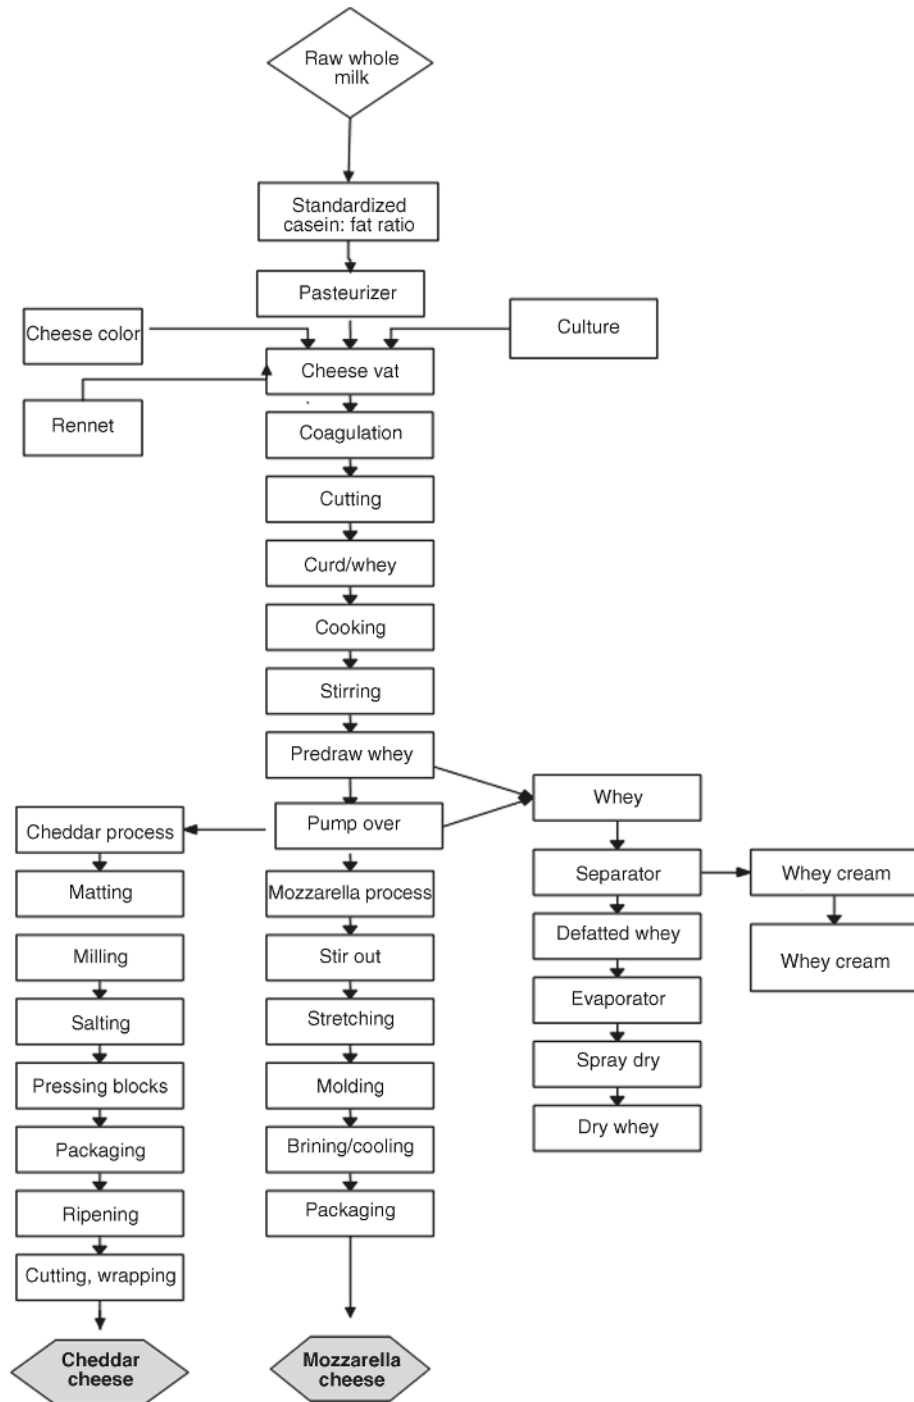 Raw whole
milk
Standardized
casein: fat ratio
Pasteurizer
Cheese color
Culture
Cheese vat
Rennet
Coagulation
Cutting
Curd/whey
Cooking
Stirring
Predraw whey
Whey
Pump over
Cheddar process
Separator
Whey cream
Matting
Mozzarella process
Defatted whey
Whey cream
Milling
Stir out
Evaporator
Salting
Stretching
Spray dry
Pressing blocks
Molding
Dry whey
Packaging
Brining/cooling
Ripening
Packaging
Cutting, wrapping
Cheddar
cheese
Mozzarella
cheese